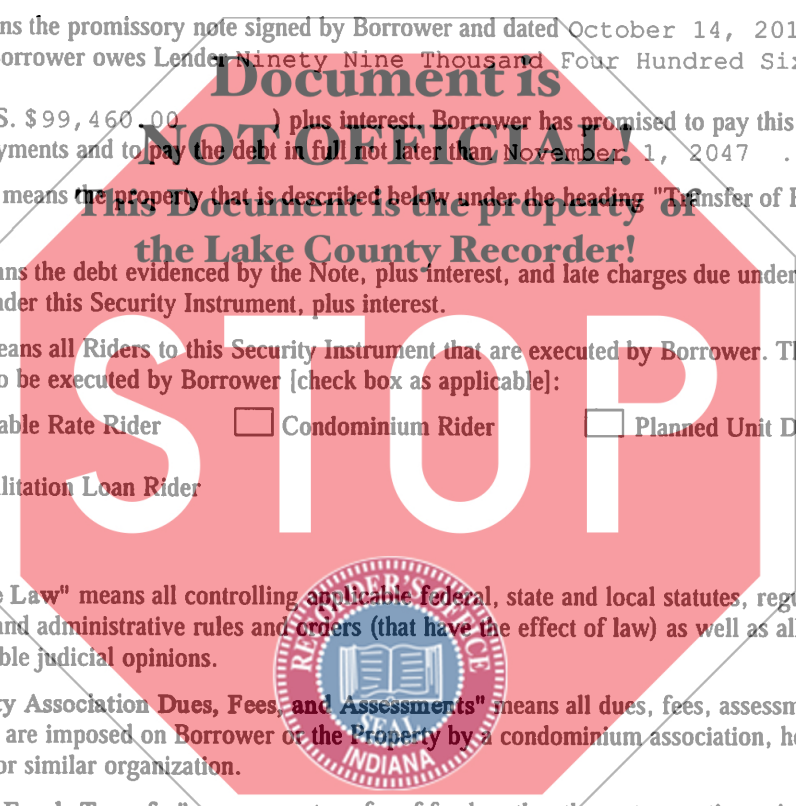 ns the promissory note signed by Borrower and dated October 14, 201
orrower owes Lender Ninety Nine Thousand Four Hundred Six
Document is
S. $99,460.00 ) plus interest. Borrower has promised to pay this
NOT OFFICIAL!
yments and to pay the debt in full not later than November 1, 2047 .
means the property that is described below under the heading "Transfer of
This Document is the property of
the Lake County Recorder!
ans the debt evidenced by the Note, plus interest, and late charges due under
nder this Security Instrument, plus interest.
STOP
eans all Riders to this Security Instrument that are executed by Borrower. Th
o be executed by Borrower [check box as applicable]:
able Rate Rider Condominium Rider Planned Unit D
litation Loan Rider
Law" means all controlling applicable federal, state and local statutes, regu
and administrative rules and orders (that have the effect of law) as well as all
ble judicial opinions.
RECORDER'S OFFICE
SEAL
INDIANA
ty Association Dues, Fees, and Assessments" means all dues, fees, assessm
are imposed on Borrower or the Property by a condominium association, ho
or similar organization.